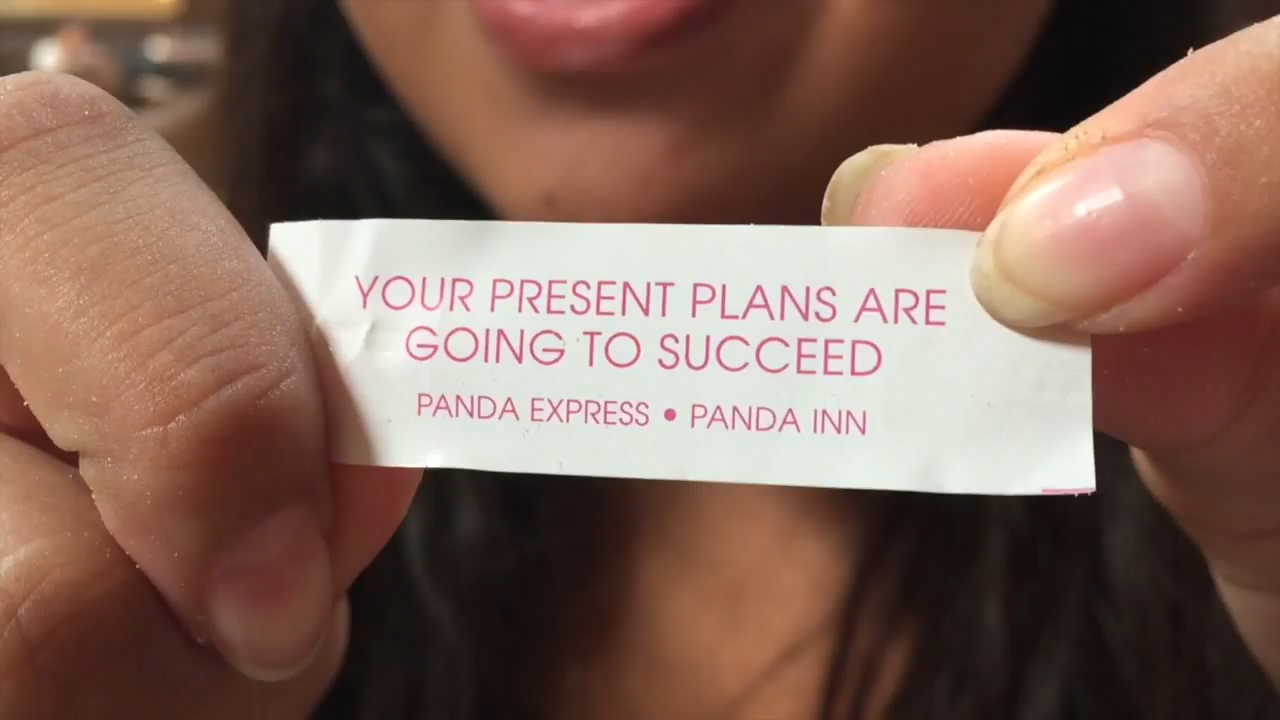 YOUR PRESENT PLANS ARE
GOING TO SUCCEED
PANDA EXPRESS • PANDA INN